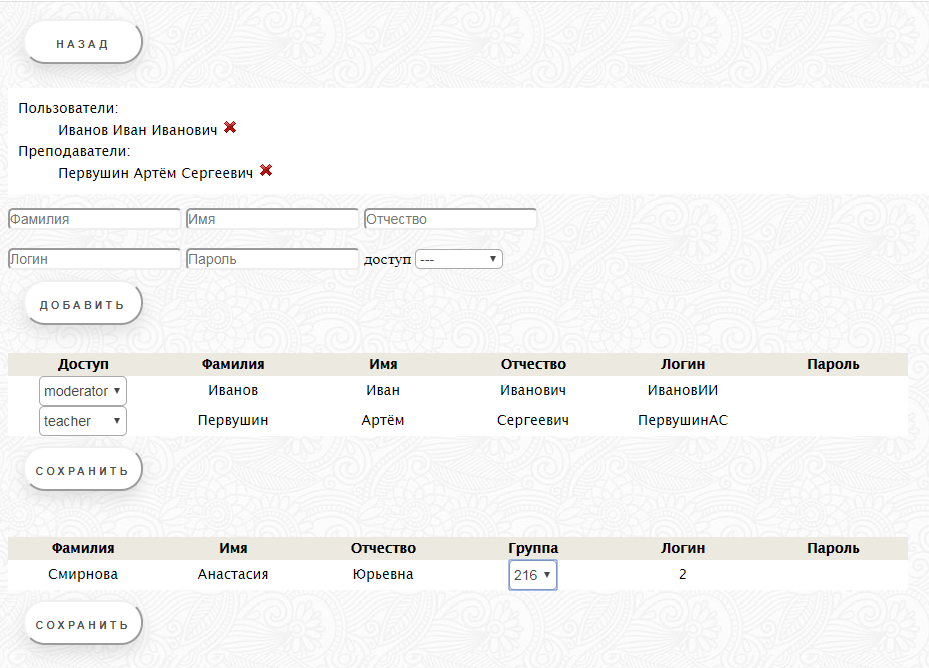 НАЗАД
Пользователи:
Иванов Иван Иванович
Преподаватели:
Первушин Артём Сергеевич
Фамилия Имя Отчество
Логин Пароль доступ ---
ДОБАВИТЬ
Доступ Фамилия Имя Отчество Логин Пароль
moderator Иванов Иван Иванович ИвановИИ
teacher Первушин Артём Сергеевич ПервушинАС
СОХРАНИТЬ
Фамилия Имя Отчество Группа Логин Пароль
Смирнова Анастасия Юрьевна 216 2
СОХРАНИТЬ